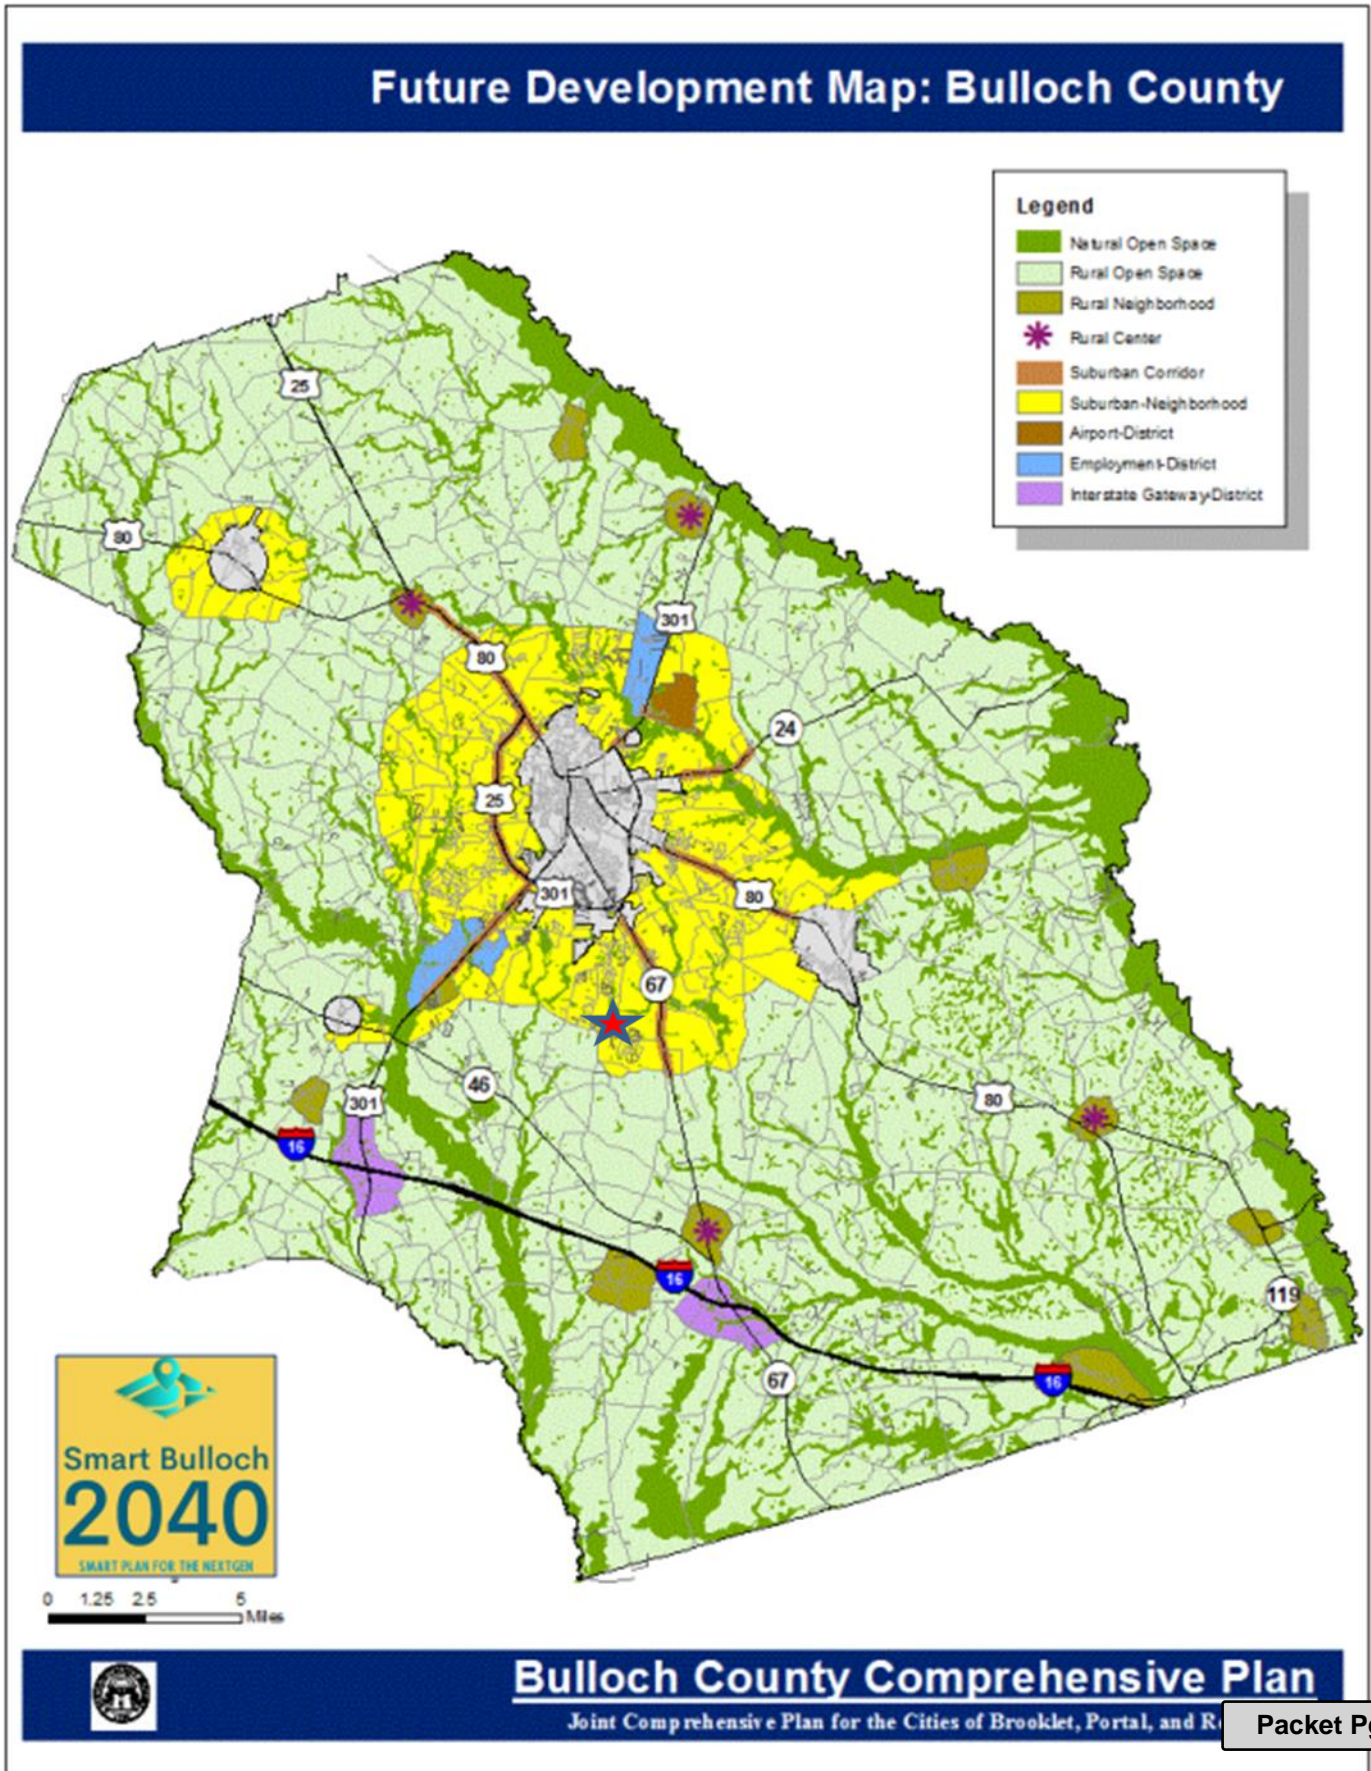 Future Development Map: Bulloch County
Legend
Natural Open Space
Rural Open Space
Rural Neighborhood
Rural Center
Suburban Corridor
Suburban-Neighborhood
Airport-District
Employment-District
Interstate Gateway-District
25
80
301
80
24
25
301
80
67
46
80
301
16
16
119
67
16
Smart Bulloch
2040
SMART PLAN FOR THE NEXTGEN
0 1.25 2.5 5
Miles
Bulloch County Comprehensive Plan
Joint Comprehensive Plan for the Cities of Brooklet, Portal, and
Packet